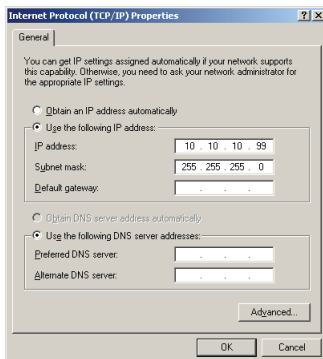 Internet Protocol (TCP/IP) Properties
General
You can get IP settings assigned automatically if your network supports
this capability. Otherwise, you need to ask your network administrator for
the appropriate IP settings.
Obtain an IP address automatically
Use the following IP address:
IP address: 10 . 10 . 10 . 99
Subnet mask: 255 . 255 . 255 . 0
Default gateway: . . .
Obtain DNS server address automatically
Use the following DNS server addresses:
Preferred DNS server: . . .
Alternate DNS server: . . .
Advanced...
OK Cancel